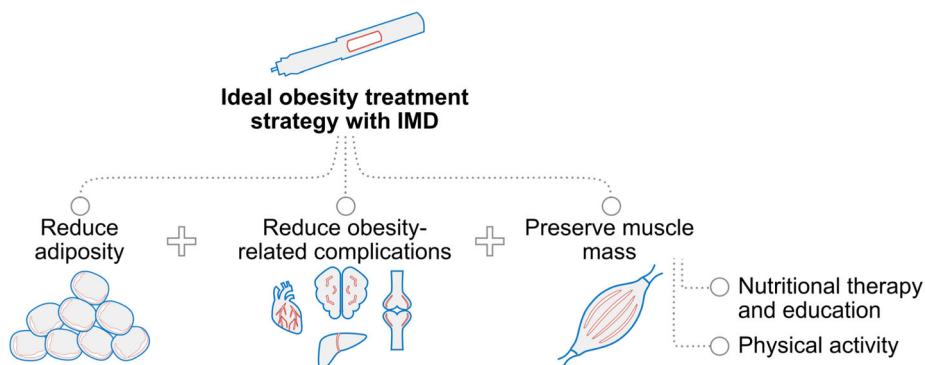 Ideal obesity treatment
strategy with IMD
Reduce
adiposity
Reduce obesity-
related complications
Preserve muscle
mass
Nutritional therapy
and education
Physical activity